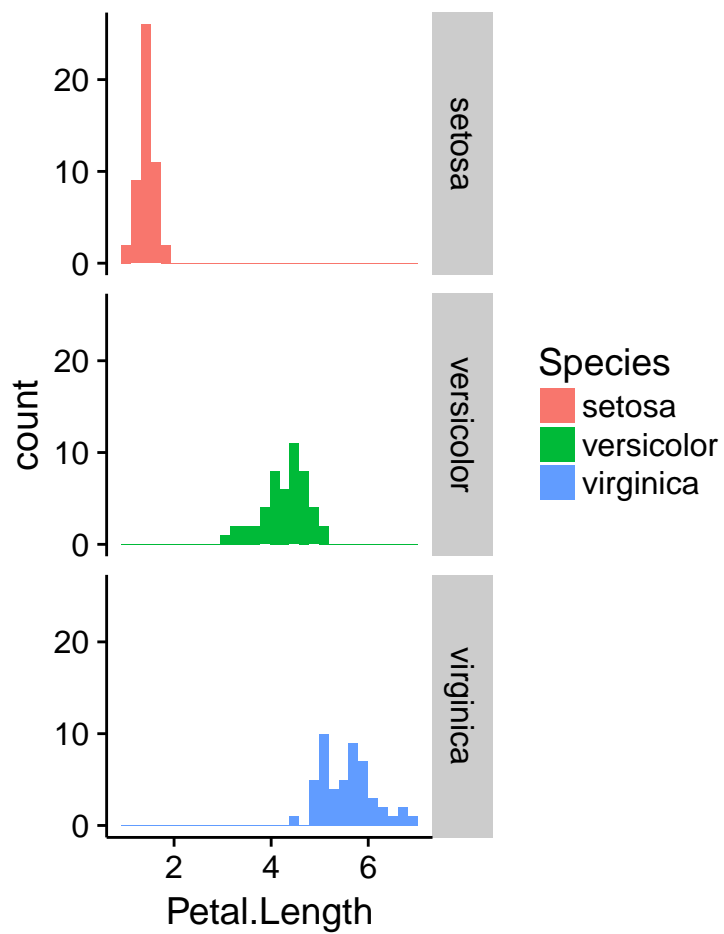 20
10
0
setosa
20
10
0
versicolor
20
10
0
virginica
count
2 4 6
Petal.Length
Species
setosa
versicolor
virginica